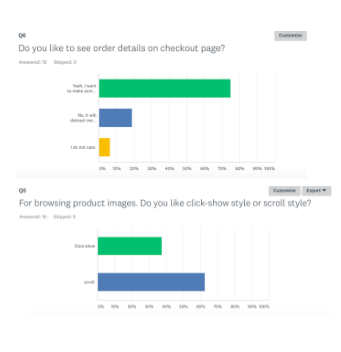 Q6
Customize
Do you like to see order details on checkout page?
Answered: 16 Skipped: 0
Yeah, I want
to make sure...
No, it will
distract me...
I do not care.
0% 10% 20% 30% 40% 50% 60% 70% 80% 90% 100%
Q5
Customize Export
For browsing product images. Do you like click-show style or scroll style?
Answered: 16 Skipped: 0
Click-show
scroll
0% 10% 20% 30% 40% 50% 60% 70% 80% 90% 100%